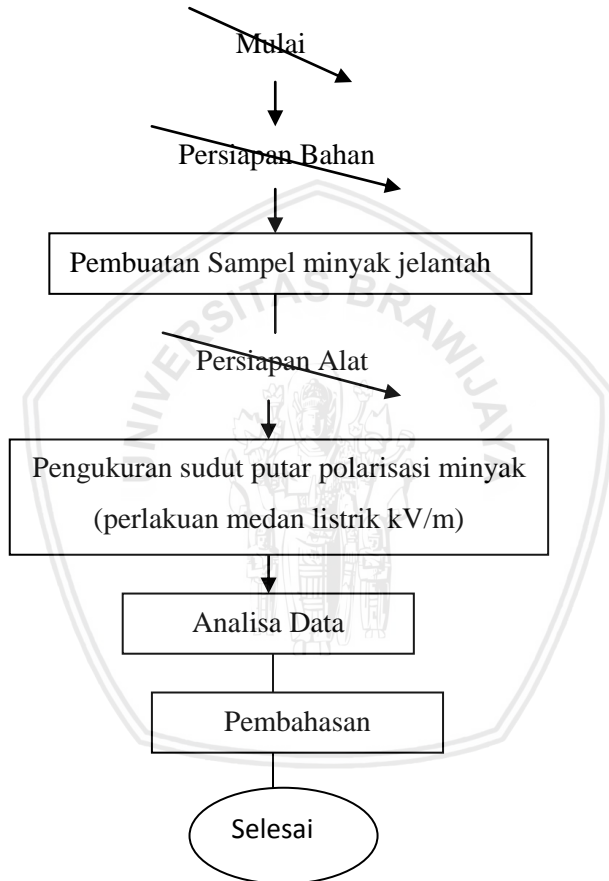 Mulai
Persiapan Bahan
Pembuatan Sampel minyak jelantah
UNIVERSITAS BRAWIJAYA
Persiapan Alat
Pengukuran sudut putar polarisasi minyak
(perlakuan medan listrik kV/m)
Analisa Data
Pembahasan
Selesai